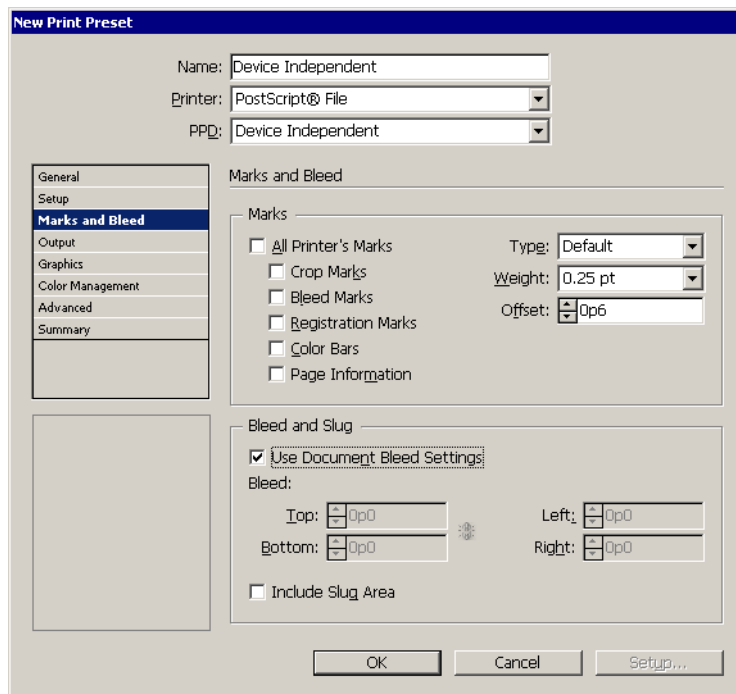 New Print Preset
Name: Device Independent
Printer: PostScript® File
PPD: Device Independent
General
Setup
Marks and Bleed
Output
Graphics
Color Management
Advanced
Summary
Marks and Bleed
Marks
All Printer's Marks
Crop Marks
Bleed Marks
Registration Marks
Color Bars
Page Information
Type: Default
Weight: 0.25 pt
Offset: 0p6
Bleed and Slug
Use Document Bleed Settings
Bleed:
Top: 0p0
Left: 0p0
Bottom: 0p0
Right: 0p0
Include Slug Area
OK
Cancel
Setup...